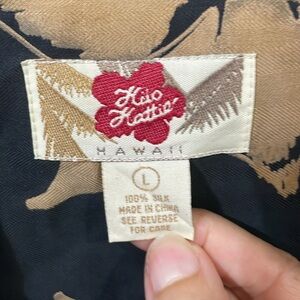 Hilo
Hattie
HAWAII
L
100% SILK
MADE IN CHINA
SEE REVERSE
FOR CARE